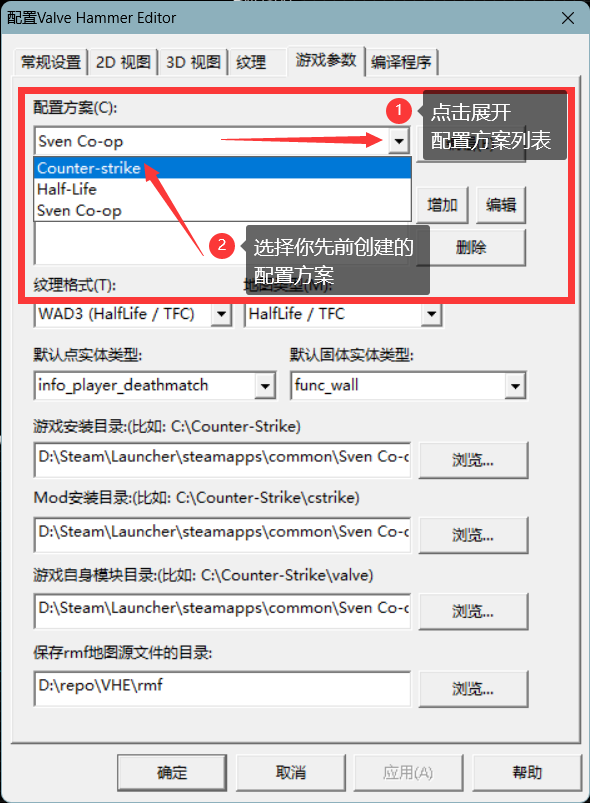 配置Valve Hammer Editor
常规设置 2D 视图 3D 视图 纹理 游戏参数 编译程序
配置方案(C):
1 点击展开
配置方案列表
Sven Co-op
Counter-strike
Half-Life
Sven Co-op
增加 编辑
2 选择你先前创建的
配置方案
删除
纹理格式(T): 地图类型(M):
WAD3 (HalfLife / TFC) HalfLife / TFC
默认点实体类型: 默认固体实体类型:
info_player_deathmatch func_wall
游戏安装目录:(比如: C:\Counter-Strike)
D:\Steam\Launcher\steamapps\common\Sven Co-o 浏览...
Mod安装目录:(比如: C:\Counter-Strike\cstrike)
D:\Steam\Launcher\steamapps\common\Sven Co-o 浏览...
游戏自身模块目录:(比如: C:\Counter-Strike\valve)
D:\Steam\Launcher\steamapps\common\Sven Co-o 浏览...
保存rmf地图源文件的目录:
D:\repo\VHE\rmf 浏览...
确定 取消 应用(A) 帮助